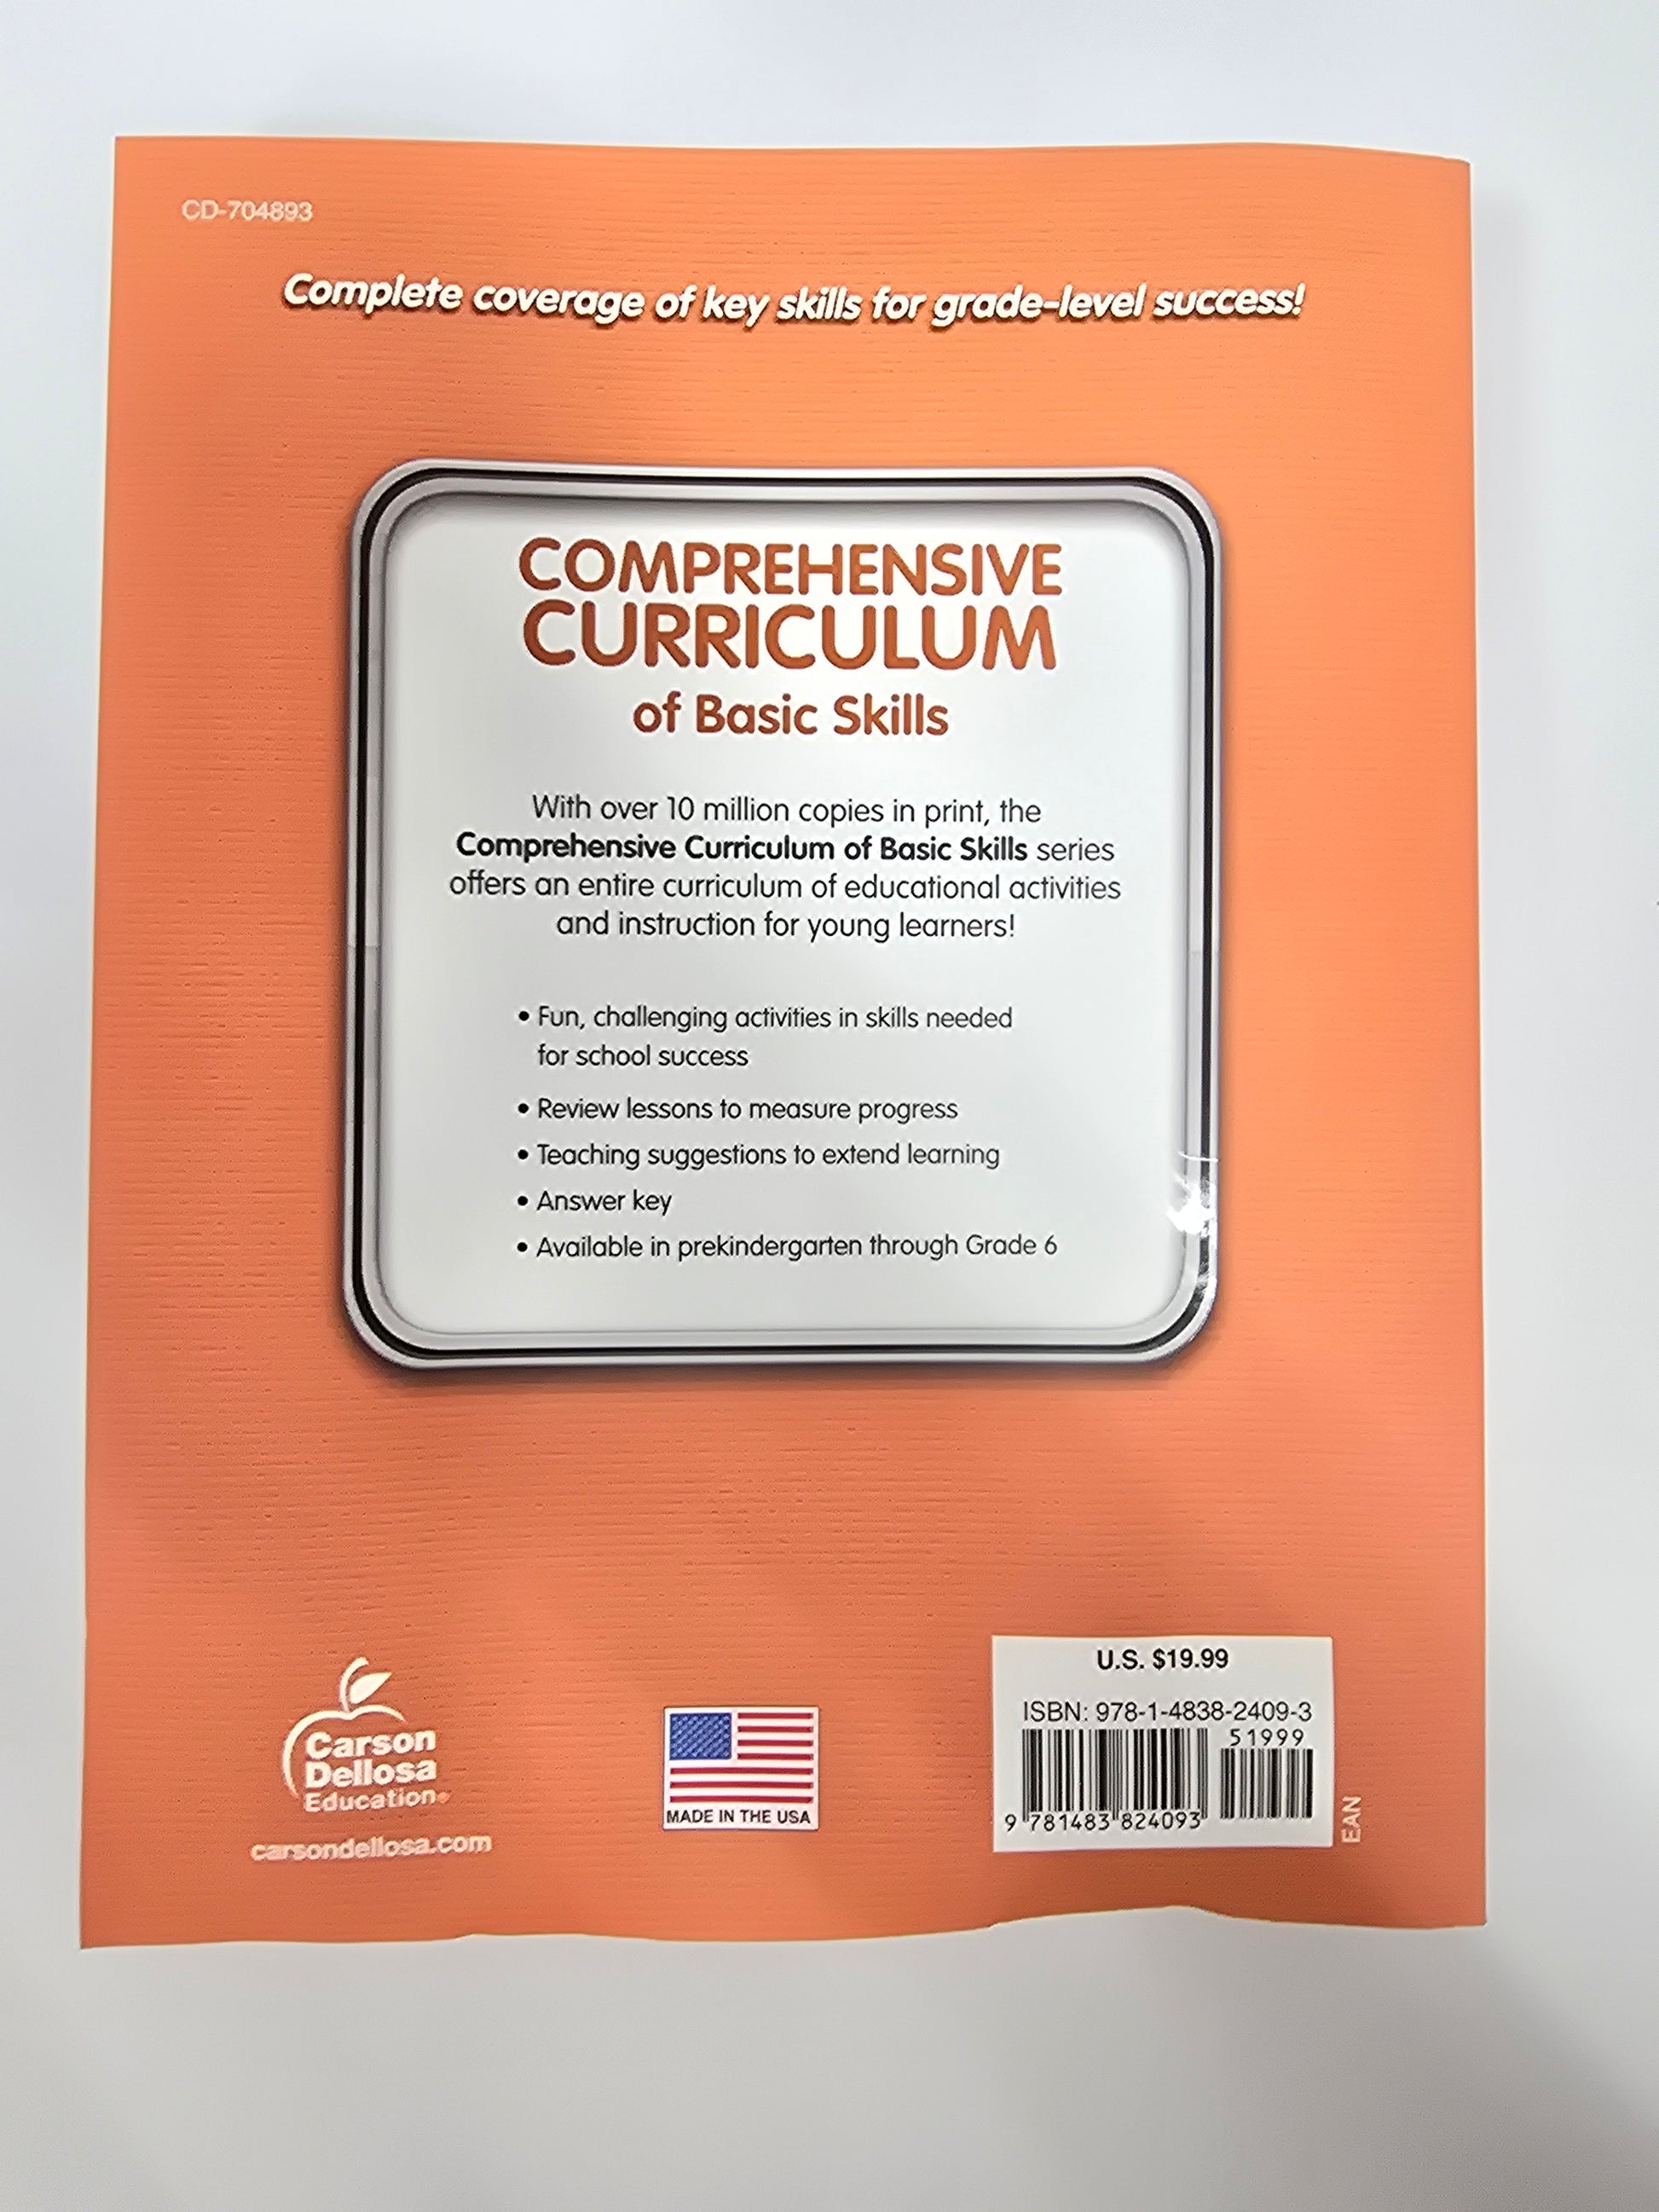 CD-704893
Complete coverage of key skills for grade-level success!
COMPREHENSIVE
CURRICULUM
of Basic Skills
With over 10 million copies in print, the
Comprehensive Curriculum of Basic Skills series
offers an entire curriculum of educational activities
and instruction for young learners!
• Fun, challenging activities in skills needed
for school success
• Review lessons to measure progress
• Teaching suggestions to extend learning
• Answer key
• Available in prekindergarten through Grade 6
Carson
Dellosa
Education
carsondellosa.com
MADE IN THE USA
U.S. $19.99
ISBN: 978-1-4838-2409-3
51999
9 781483 824093
EAN